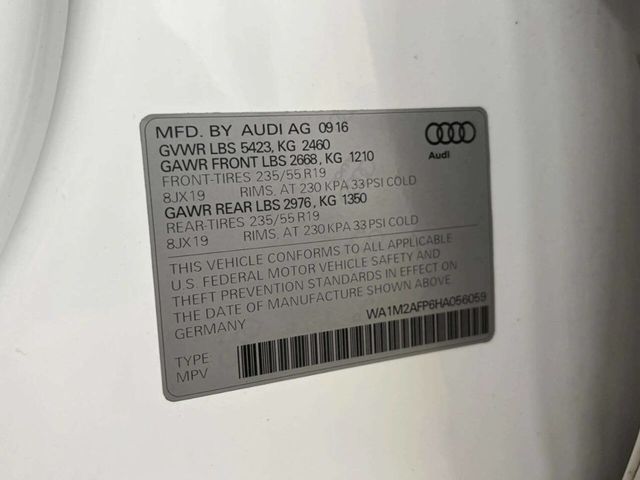 MFD. BY AUDI AG 09 16
GVWR LBS 5423, KG 2460
GAWR FRONT LBS 2668, KG 1210
FRONT-TIRES 235/55 R19
8JX19 RIMS, AT 230 KPA 33 PSI COLD
GAWR REAR LBS 2976, KG 1350
REAR-TIRES 235/55 R19
8JX19 RIMS, AT 230 KPA 33 PSI COLD
Audi
THIS VEHICLE CONFORMS TO ALL APPLICABLE
U.S. FEDERAL MOTOR VEHICLE SAFETY AND
THEFT PREVENTION STANDARDS IN EFFECT ON
THE DATE OF MANUFACTURE SHOWN ABOVE.
GERMANY
WA1M2AFP6HA056059
TYPE:
MPV